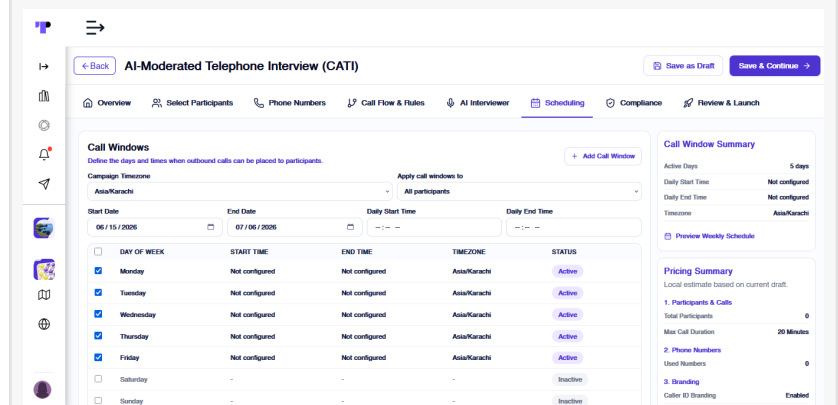 Back
AI-Moderated Telephone Interview (CATI)
Save as Draft
Save & Continue
Overview
Select Participants
Phone Numbers
Call Flow & Rules
AI Interviewer
Scheduling
Compliance
Review & Launch
Call Windows
Define the days and times when outbound calls can be placed to participants.
+ Add Call Window
Campaign Timezone
Apply call windows to
Asia/Karachi
All participants
Start Date
End Date
Daily Start Time
Daily End Time
06/15/2026
07/06/2026
--:-- --
--:-- --
DAY OF WEEK START TIME END TIME TIMEZONE STATUS
Monday Not configured Not configured Asia/Karachi Active
Tuesday Not configured Not configured Asia/Karachi Active
Wednesday Not configured Not configured Asia/Karachi Active
Thursday Not configured Not configured Asia/Karachi Active
Friday Not configured Not configured Asia/Karachi Active
Saturday - - - Inactive
Sunday - - - Inactive
Call Window Summary
Active Days 5 days
Daily Start Time Not configured
Daily End Time Not configured
Timezone Asia/Karachi
Preview Weekly Schedule
Pricing Summary
Local estimate based on current draft.
1. Participants & Calls
Total Participants 0
Max Call Duration 20 Minutes
2. Phone Numbers
Used Numbers 0
3. Branding
Caller ID Branding Enabled